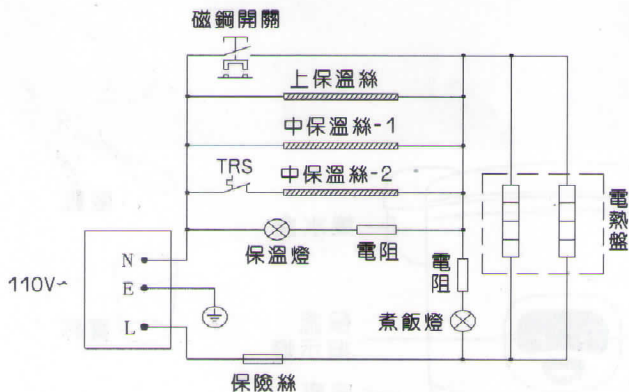 磁鋼開關
上保溫絲
中保溫絲-1
TRS
中保溫絲-2
保溫燈
電阻
電阻
電熱盤
N
E
L
110V~
煮飯燈
保險絲